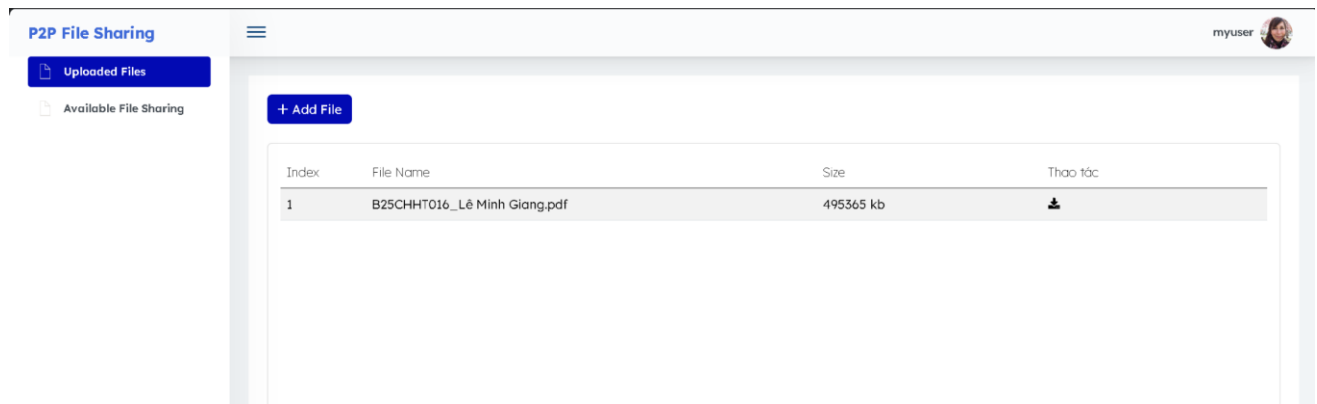 P2P File Sharing
myuser
Uploaded Files
Available File Sharing
+ Add File
Index File Name Size Thao tác
1 B25CHHT016_Lê Minh Giang.pdf 495365 kb